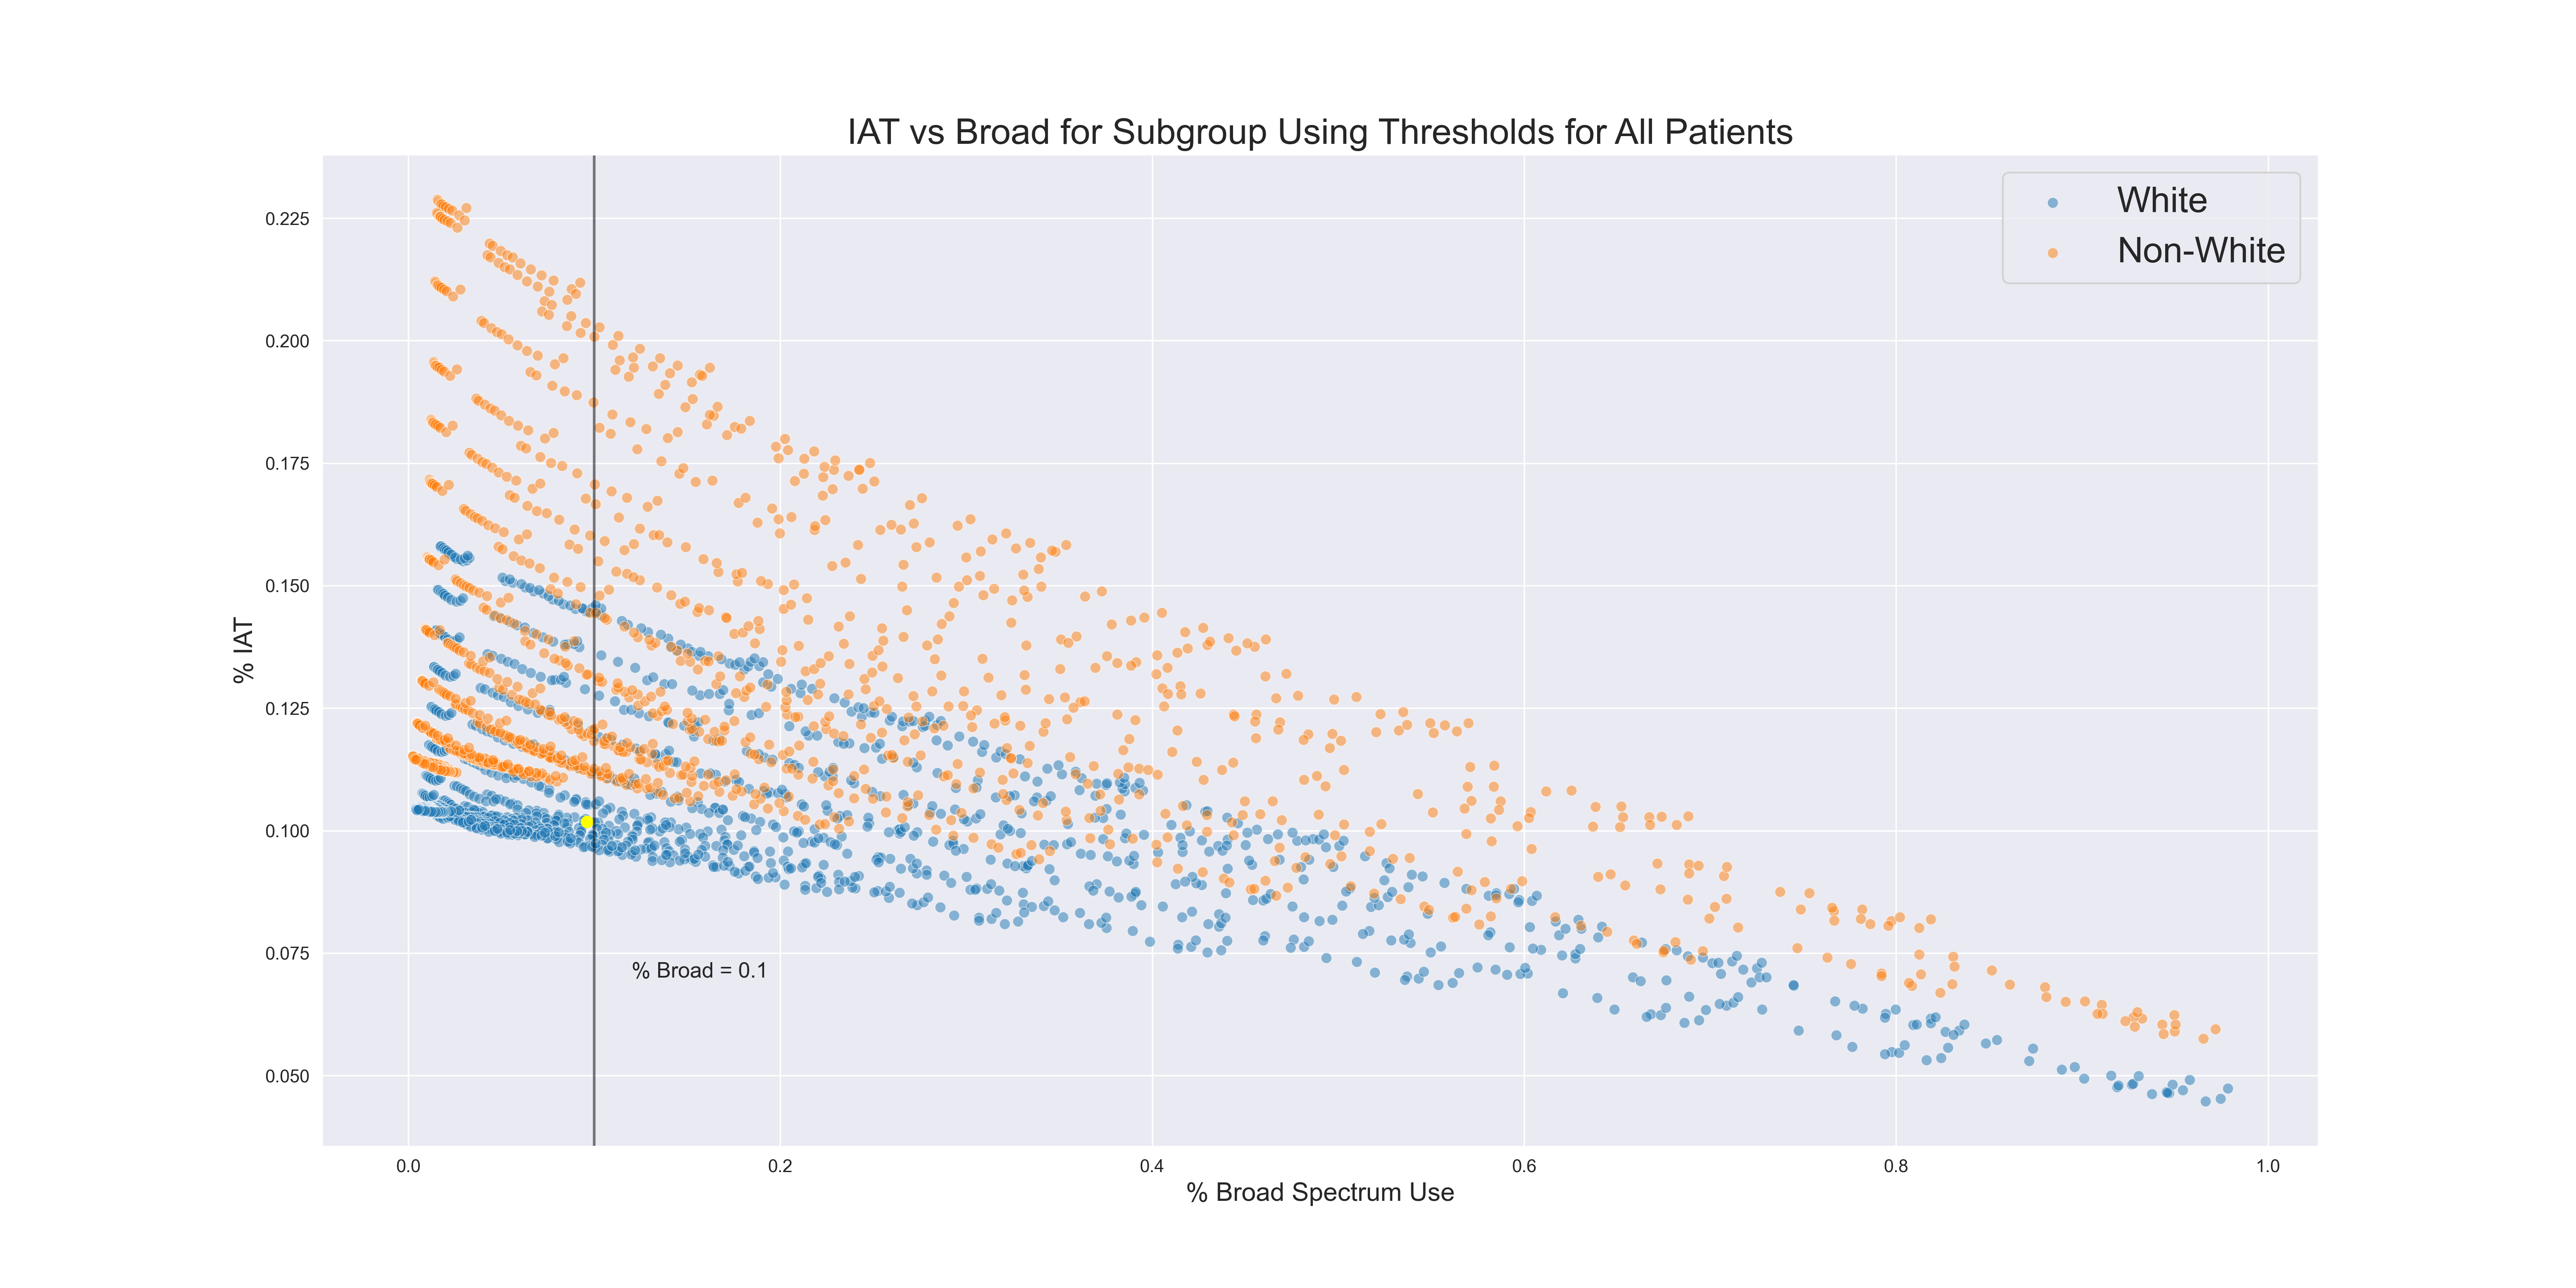 IAT vs Broad for Subgroup Using Thresholds for All Patients
White
Non-White
% IAT
0.225
0.200
0.175
0.150
0.125
0.100
0.075
0.050
% Broad = 0.1
0.0
0.2
0.4
0.6
0.8
1.0
% Broad Spectrum Use